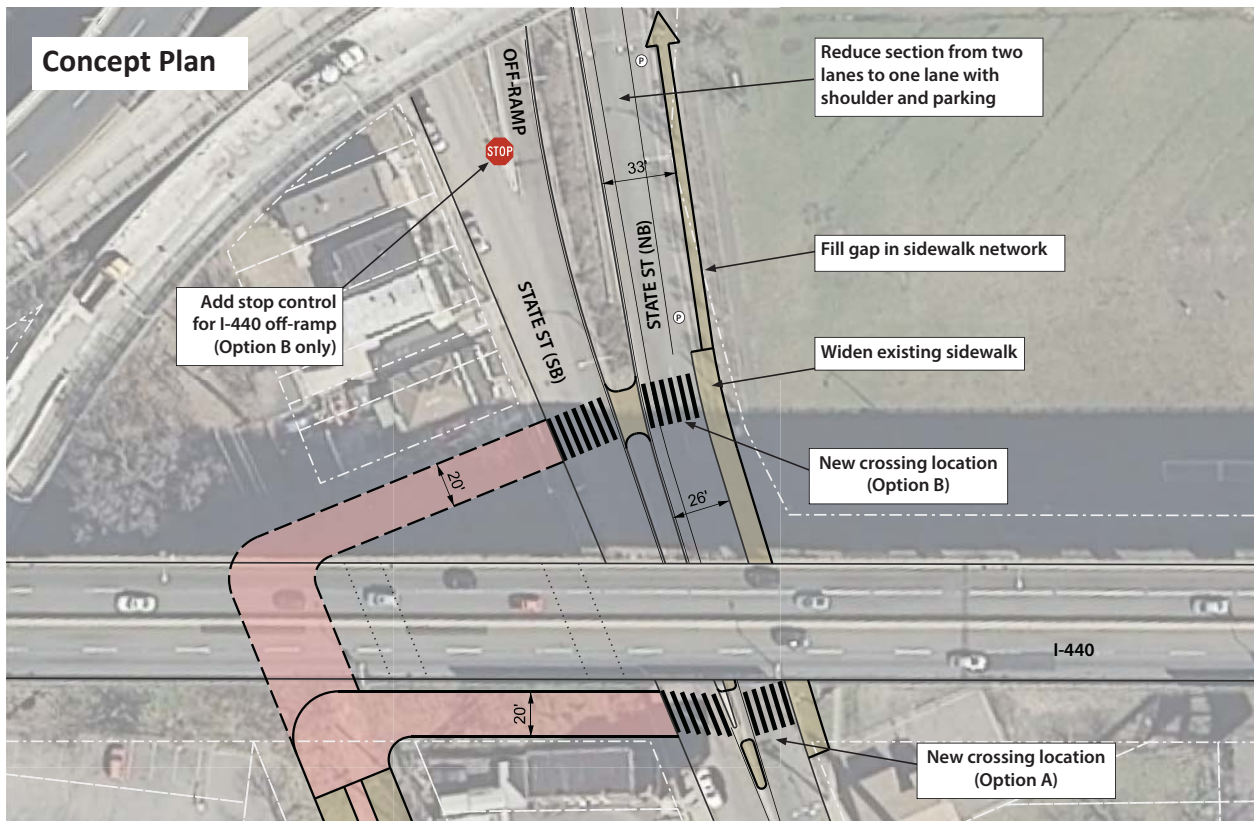 Concept Plan
OFF-RAMP
P
Reduce section from two
lanes to one lane with
shoulder and parking
STOP
33'
STATE ST (NB)
Fill gap in sidewalk network
Add stop control
for I-440 off-ramp
(Option B only)
STATE ST (SB)
P
Widen existing sidewalk
20'
New crossing location
(Option B)
26'
I-440
20'
New crossing location
(Option A)